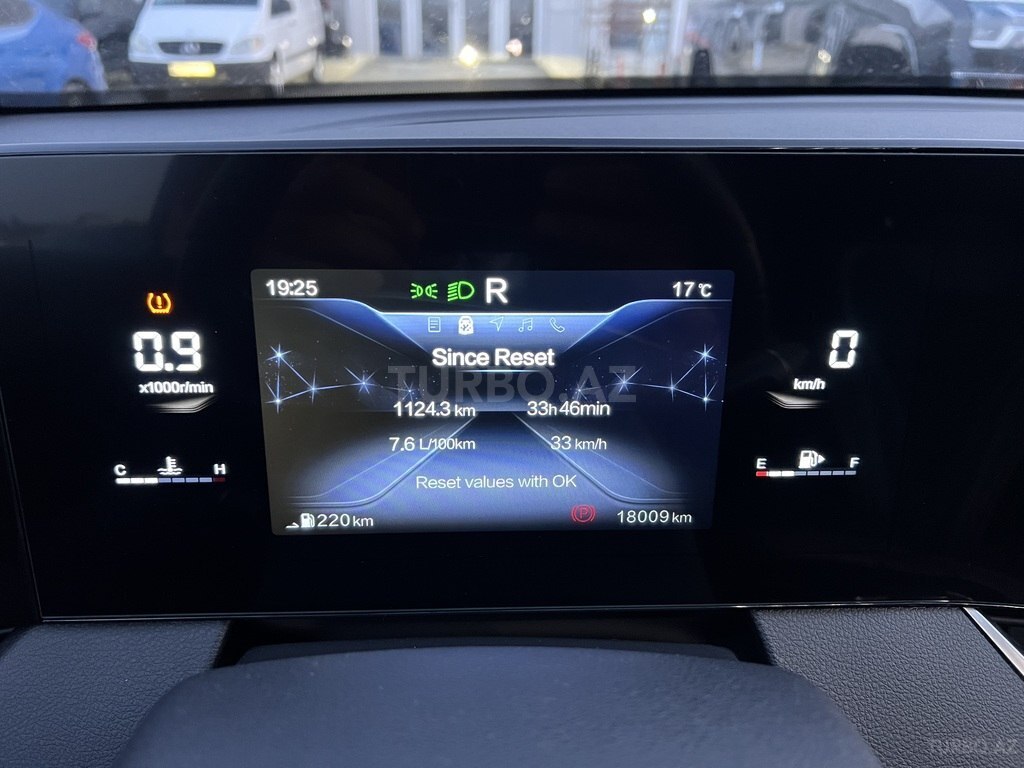 19:25 R 17 °C
0.9
x1000r/min
C H
Since Reset
TURBO.AZ
1124.3 km 33h 46min
7.6 L/100km 33 km/h
Reset values with OK
220 km P 18009 km
0
km/h
E F
TURBO.AZ